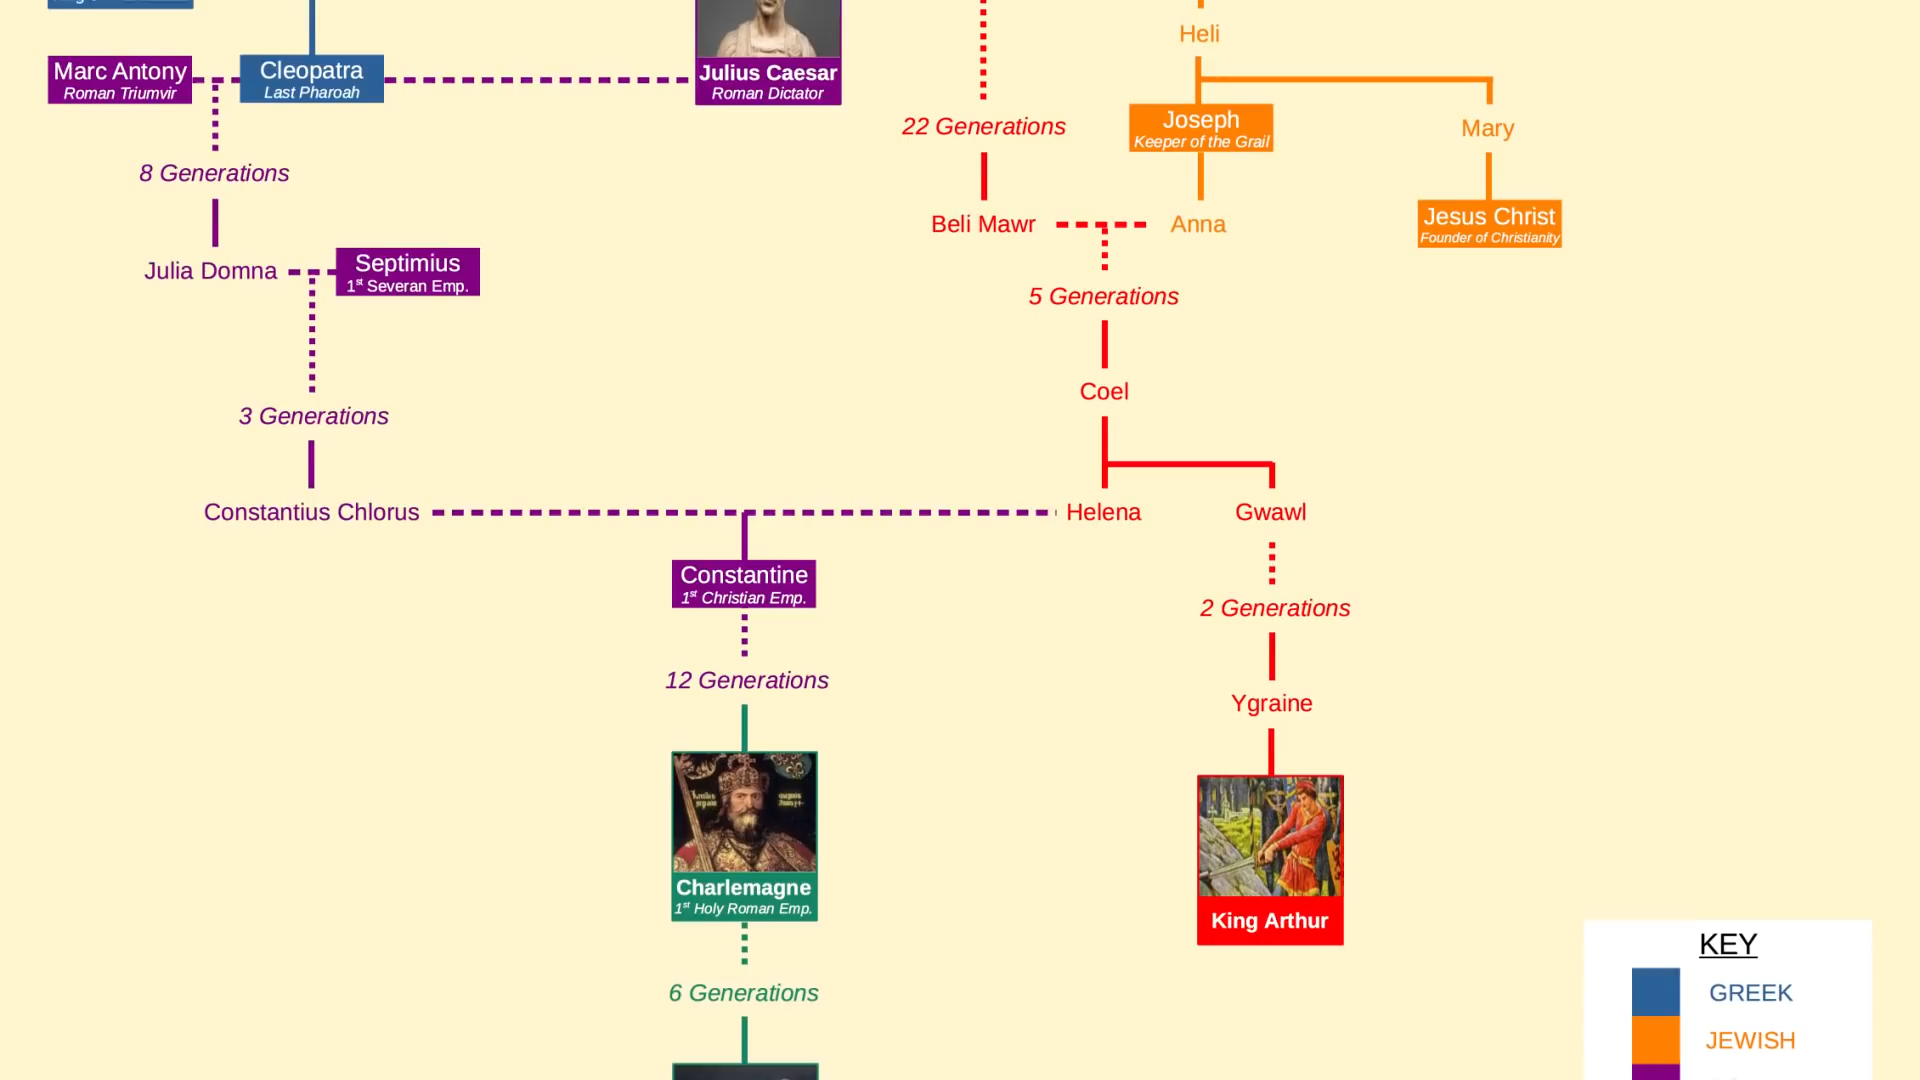 Heli
Marc Antony
Roman Triumvir
Cleopatra
Last Pharoah
Julius Caesar
Roman Dictator
22 Generations
Joseph
Keeper of the Grail
Mary
8 Generations
Beli Mawr
Anna
Jesus Christ
Founder of Christianity
Julia Domna
Septimius
1st Severan Emp.
5 Generations
Coel
3 Generations
Constantius Chlorus
Helena
Gwawl
Constantine
1st Christian Emp.
2 Generations
12 Generations
Ygraine
Charlemagne
1st Holy Roman Emp.
King Arthur
6 Generations
KEY
GREEK
JEWISH